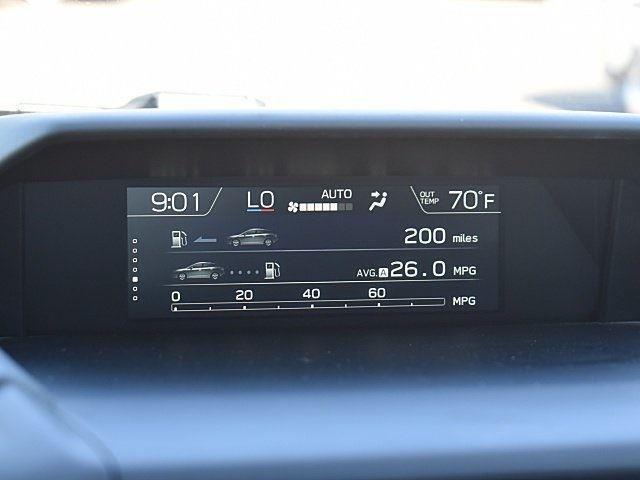 9:01 LO AUTO OUT TEMP 70°F
200 miles
AVG. A 26.0 MPG
0 20 40 60 MPG